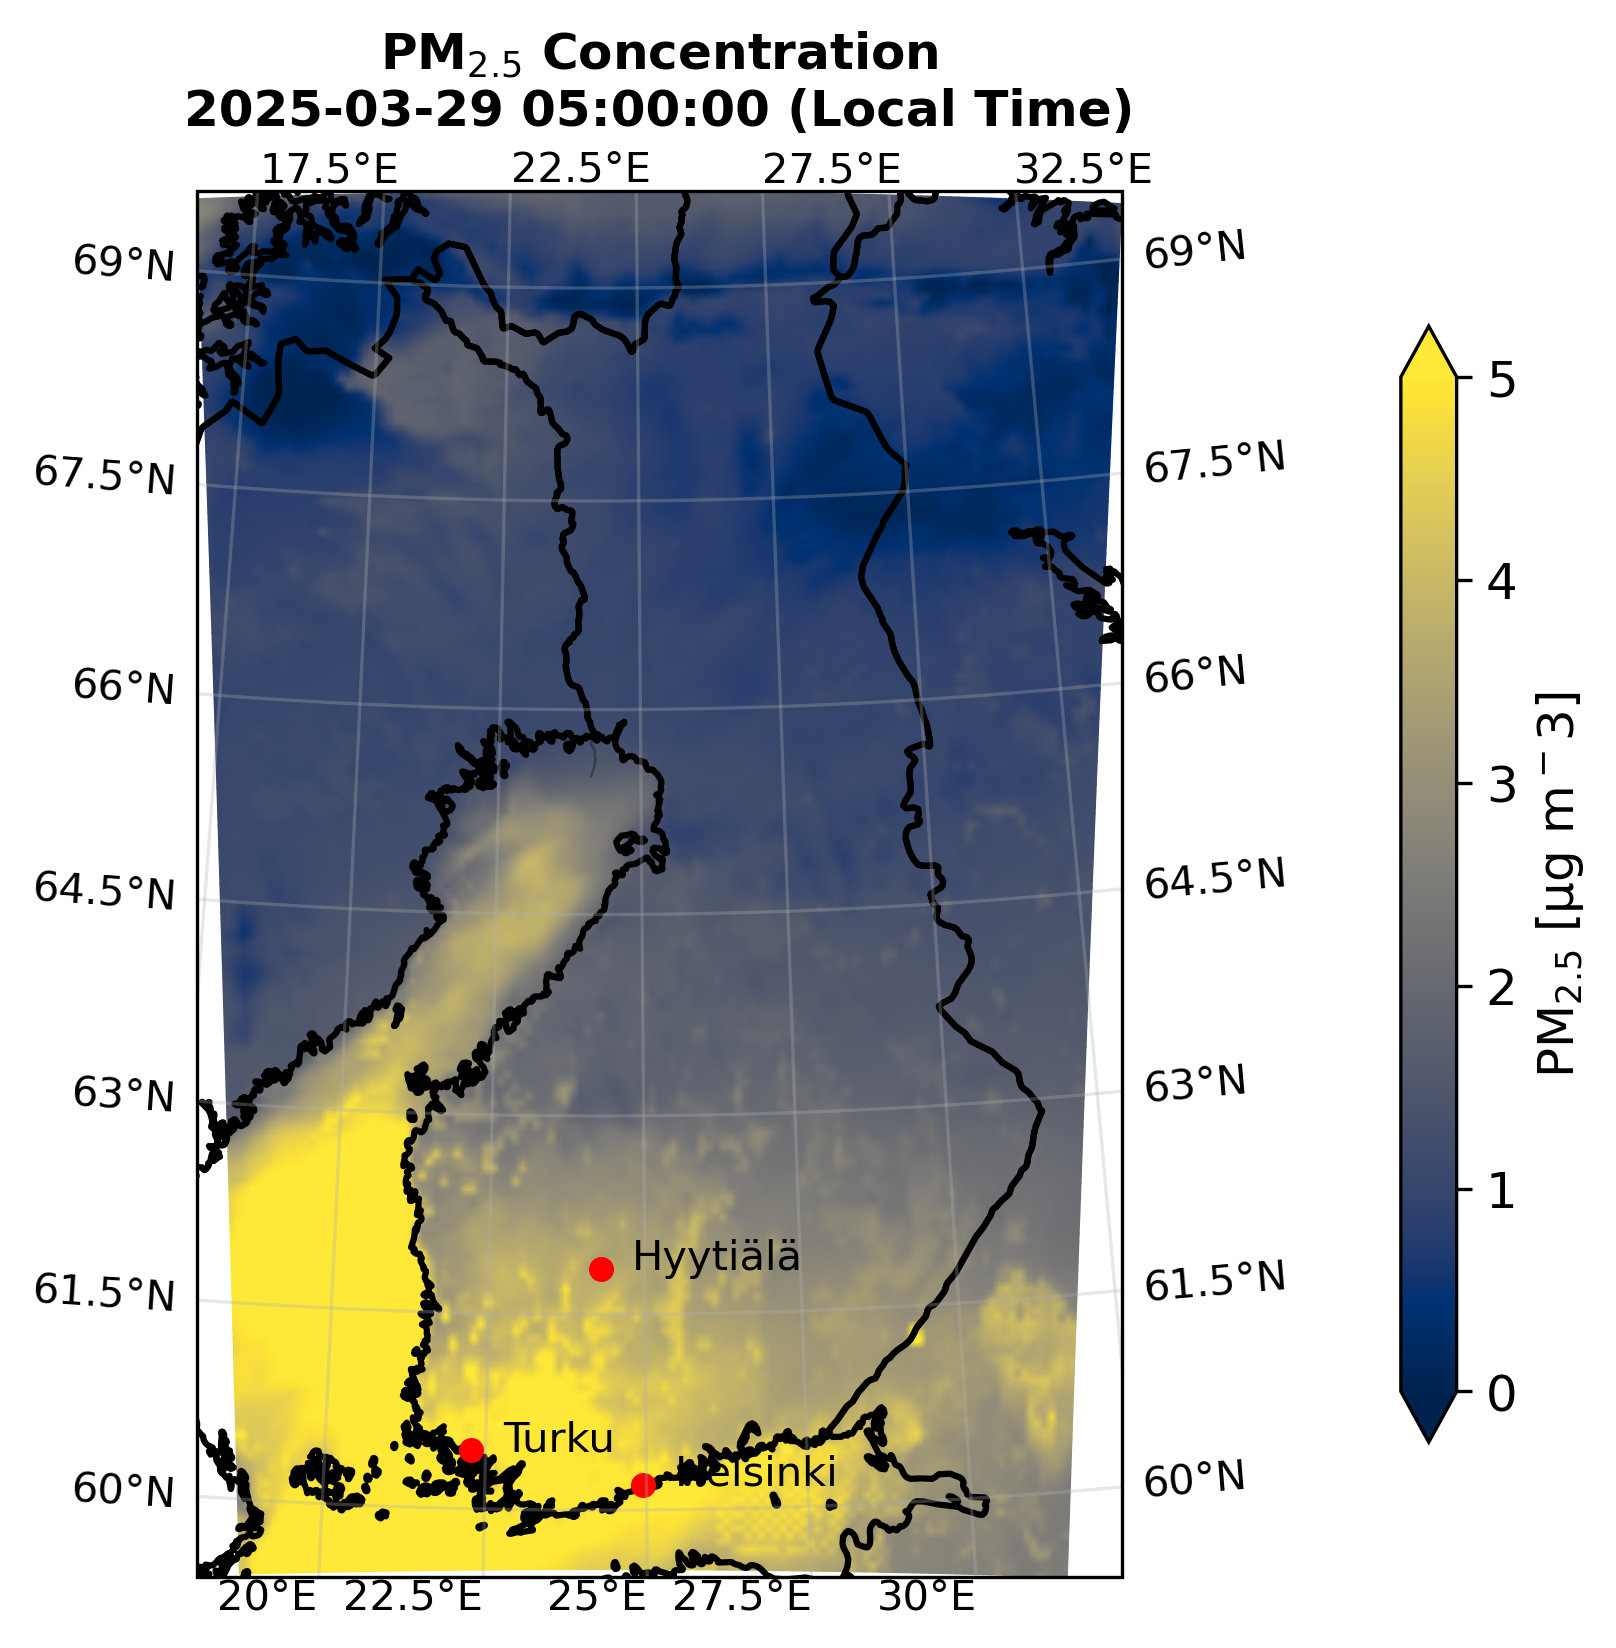 PM2.5 Concentration
2025-03-29 05:00:00 (Local Time)
17.5°E 22.5°E 27.5°E 32.5°E
69°N 69°N
67.5°N 67.5°N
66°N 66°N
64.5°N 64.5°N
63°N 63°N
61.5°N 61.5°N
60°N 60°N
Hyytiälä
Turku
Helsinki
20°E 22.5°E 25°E 27.5°E 30°E
5
4
3
2
1
0
PM2.5 [µg m⁻3]